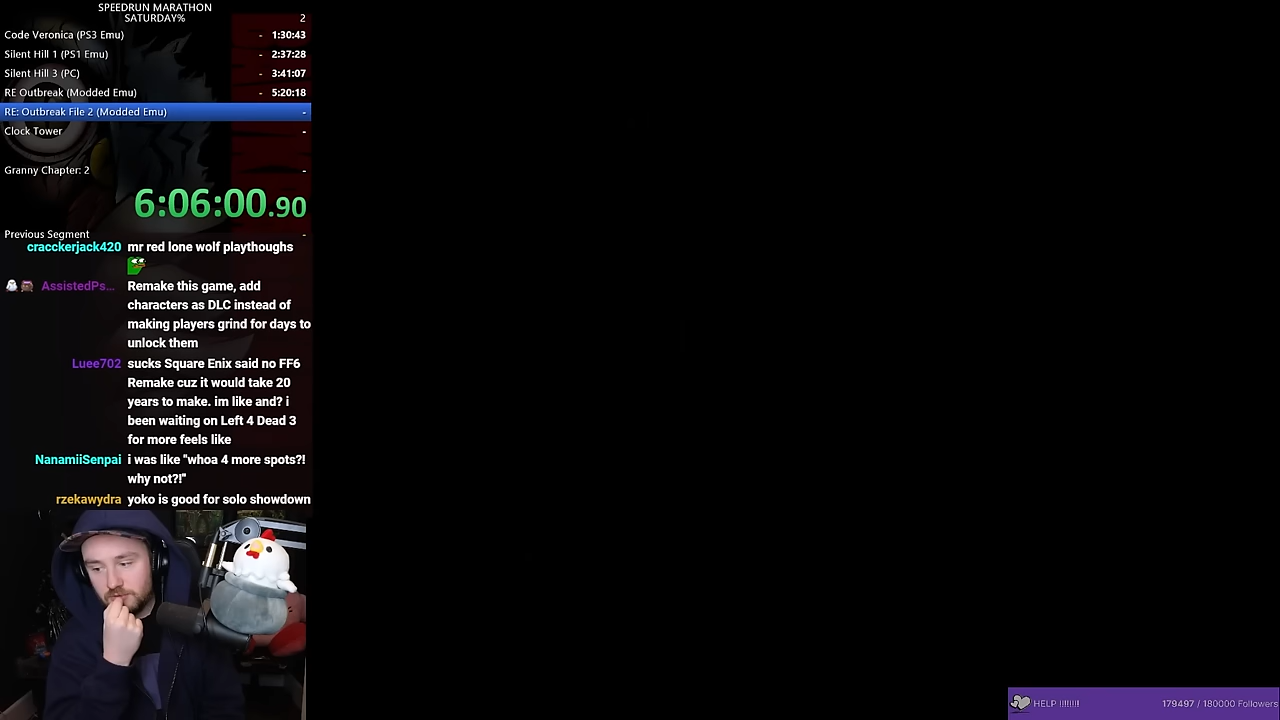 SPEEDRUN MARATHON
SATURDAY% 2
Code Veronica (PS3 Emu) - 1:30:43
Silent Hill 1 (PS1 Emu) - 2:37:28
Silent Hill 3 (PC) - 3:41:07
RE Outbreak (Modded Emu) - 5:20:18
RE: Outbreak File 2 (Modded Emu) -
Clock Tower -
Granny Chapter: 2 -
6:06:00.90
Previous Segment -
cracckerjack420 mr red lone wolf playthoughs
AssistedPs... Remake this game, add
characters as DLC instead of
making players grind for days to
unlock them
Luee702 sucks Square Enix said no FF6
Remake cuz it would take 20
years to make. im like and? i
been waiting on Left 4 Dead 3
for more feels like
NanamiiSenpai i was like "whoa 4 more spots?!
why not?!"
rzekawydra yoko is good for solo showdown
HELP !!!!!!! 179497 / 180000 Followers